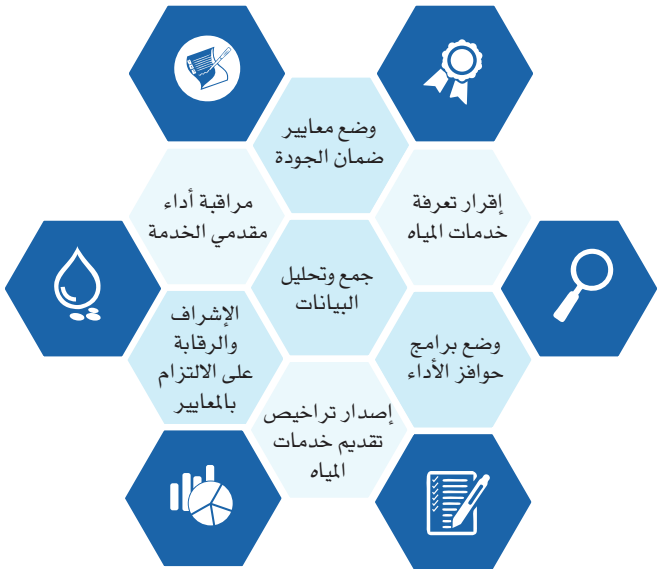 وضع معايير
ضمان الجودة
إقرار تعرفة
خدمات المياه
مراقبة أداء
مقدمي الخدمة
جمع وتحليل
البيانات
وضع برامج
حوافز الأداء
الإشراف
والرقابة
على الالتزام
بالمعايير
إصدار تراخيص
تقديم خدمات
المياه